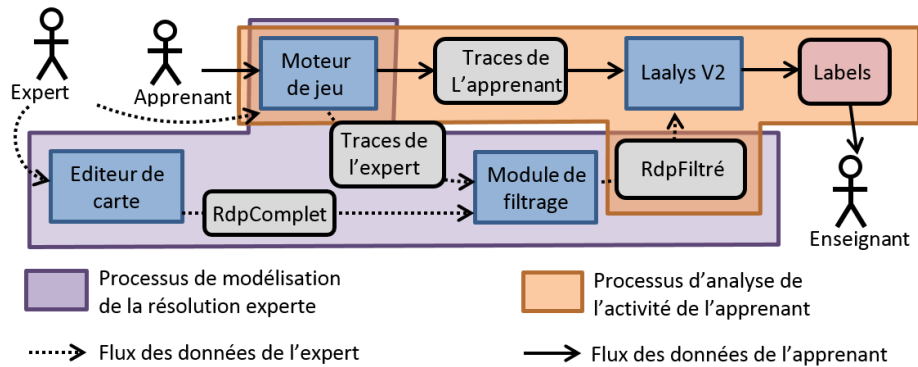 Expert
Apprenant
Moteur
de jeu
Traces de
L'apprenant
Laalys V2
Labels
Traces de
l'expert
Editeur de
carte
RdpComplet
Module de
filtrage
RdpFiltré
Enseignant
Processus de modélisation
de la résolution experte
Processus d'analyse de
l'activité de l'apprenant
Flux des données de l'expert
Flux des données de l'apprenant